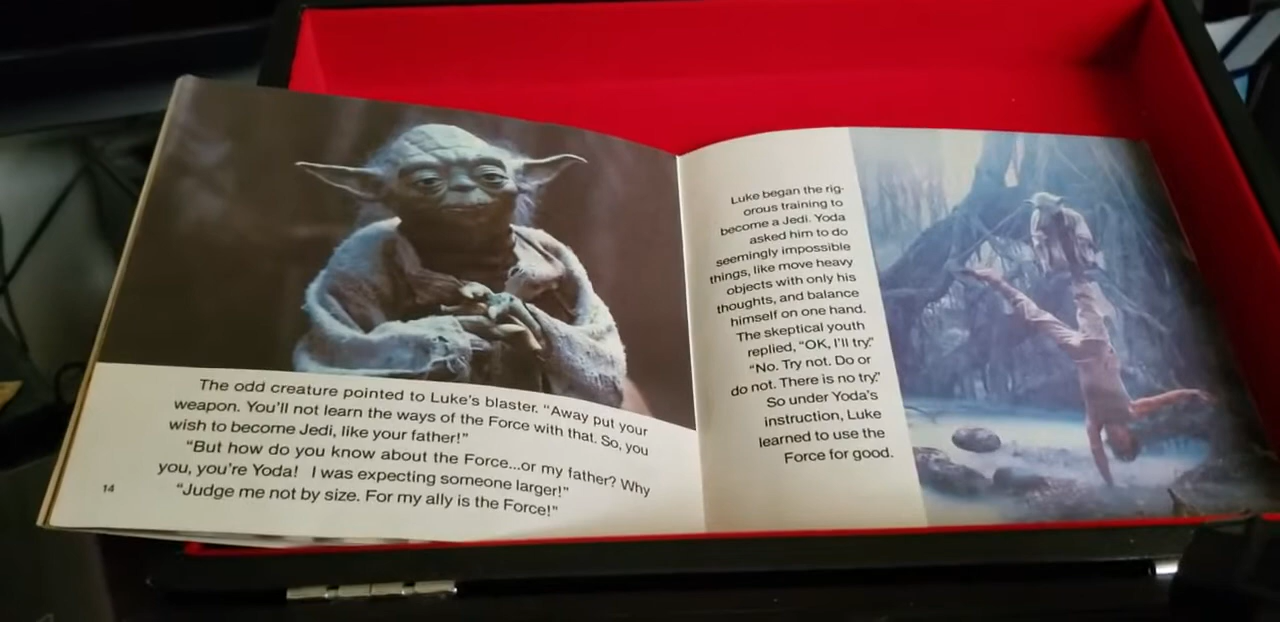 The odd creature pointed to Luke's blaster. "Away put your
weapon. You'll not learn the ways of the Force with that. So, you
wish to become Jedi, like your father!"
"But how do you know about the Force...or my father? Why
you, you're Yoda! I was expecting someone larger!"
"Judge me not by size. For my ally is the Force!"
14
Luke began the rig-
orous training to
become a Jedi. Yoda
asked him to do
seemingly impossible
things, like move heavy
objects with only his
thoughts, and balance
himself on one hand.
The skeptical youth
replied, "OK, I'll try."
"No. Try not. Do or
do not. There is no try."
So under Yoda's
instruction, Luke
learned to use the
Force for good.